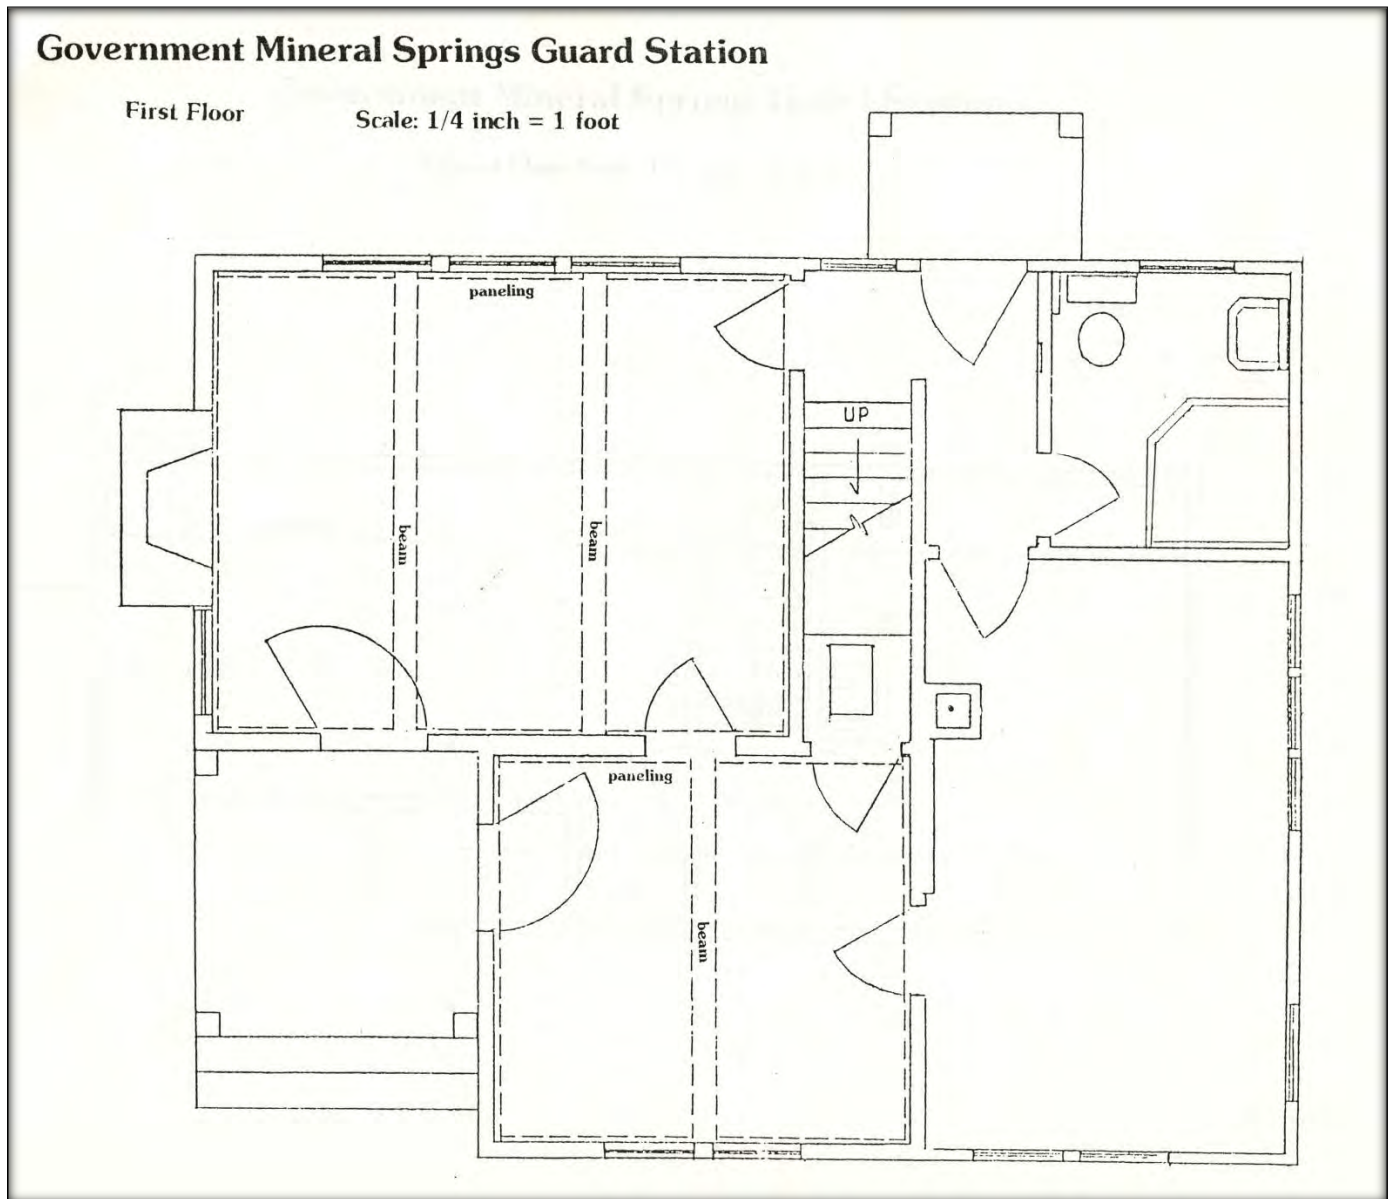 Government Mineral Springs Guard Station
First Floor
Scale: 1/4 inch = 1 foot
paneling
UP
beam
beam
paneling
beam